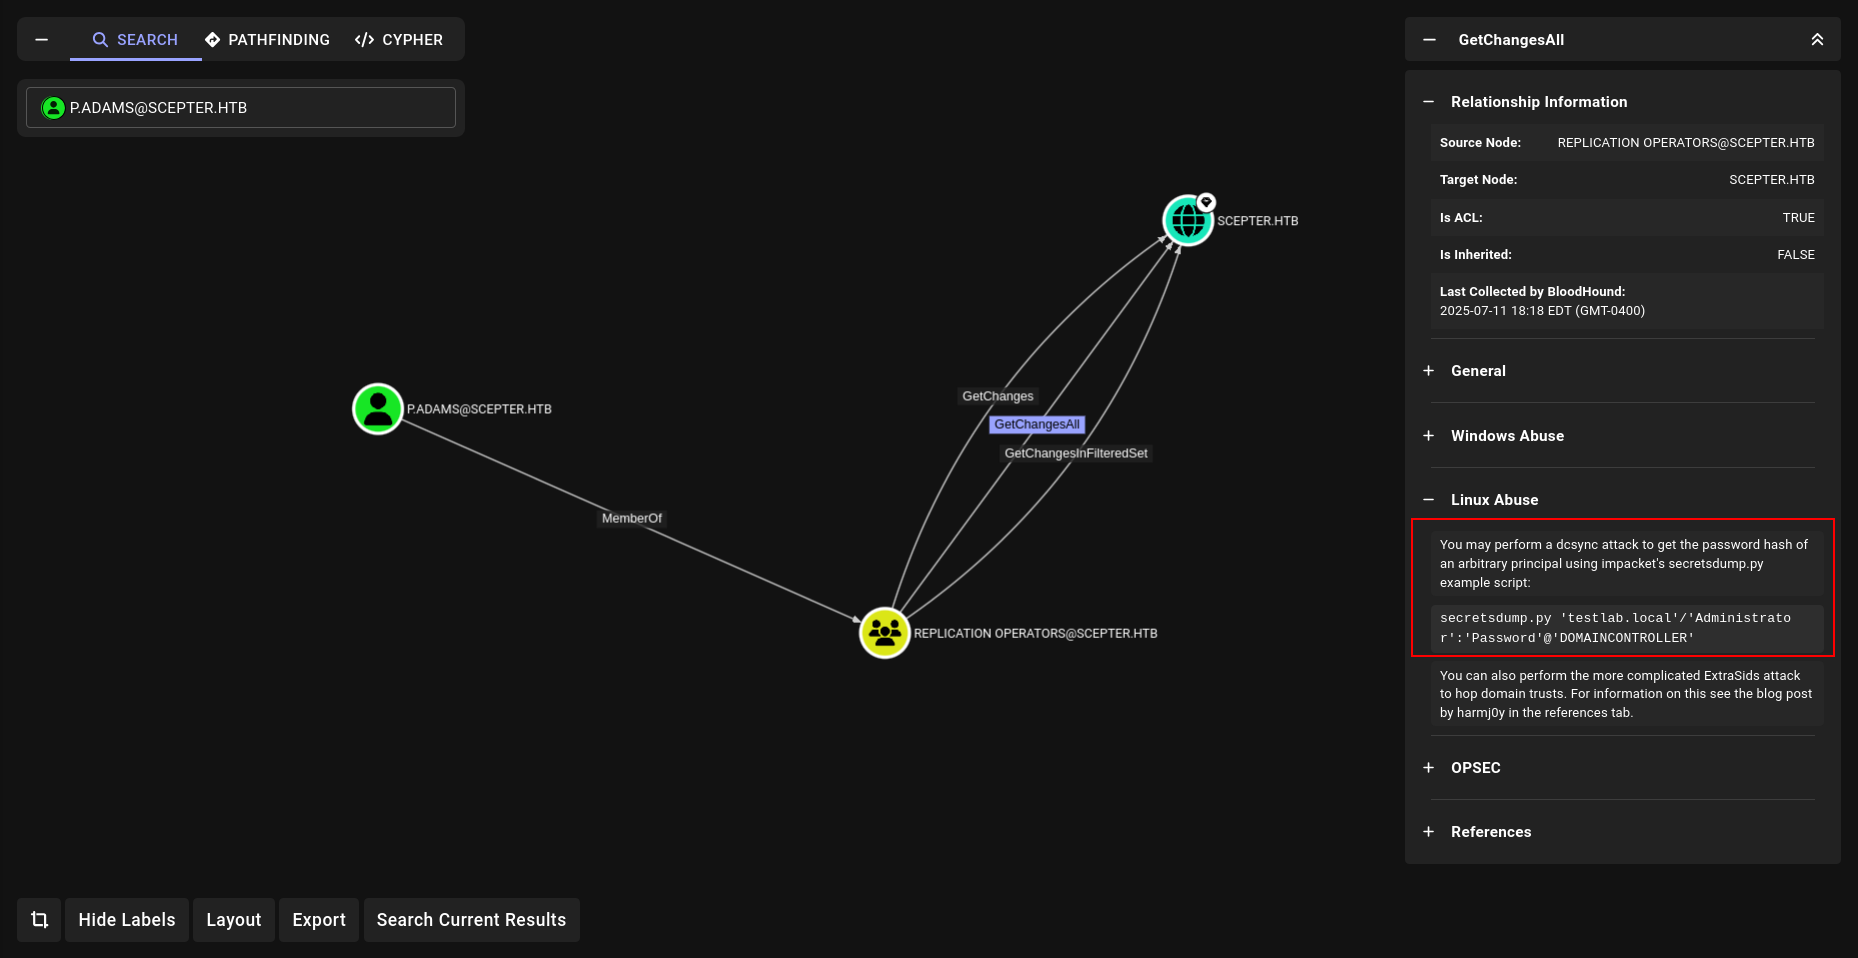 SEARCH
PATHFINDING
</> CYPHER
P.ADAMS@SCEPTER.HTB
SCEPTER.HTB
GetChanges
GetChangesAll
GetChangesInFilteredSet
P.ADAMS@SCEPTER.HTB
MemberOf
REPLICATION OPERATORS@SCEPTER.HTB
Hide Labels
Layout
Export
Search Current Results
GetChangesAll
Relationship Information
Source Node: REPLICATION OPERATORS@SCEPTER.HTB
Target Node: SCEPTER.HTB
Is ACL: TRUE
Is Inherited: FALSE
Last Collected by BloodHound:
2025-07-11 18:18 EDT (GMT-0400)
General
Windows Abuse
Linux Abuse
You may perform a dcsync attack to get the password hash of
an arbitrary principal using impacket's secretsdump.py
example script:
secretsdump.py 'testlab.local'/'Administrato
r':'Password'@'DOMAINCONTROLLER'
You can also perform the more complicated ExtraSids attack
to hop domain trusts. For information on this see the blog post
by harmj0y in the references tab.
OPSEC
References